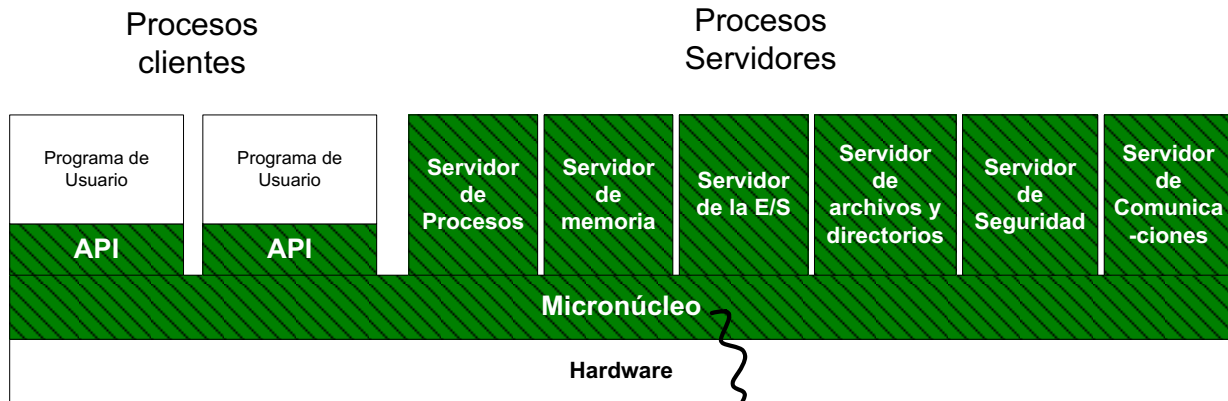 Procesos
clientes
Procesos
Servidores
Programa de
Usuario
API
Programa de
Usuario
API
Servidor
de
Procesos
Servidor
de
memoria
Servidor
de la E/S
Servidor
de
archivos y
directorios
Servidor
de
Seguridad
Servidor
de
Comunica
-ciones
Micronúcleo
Hardware